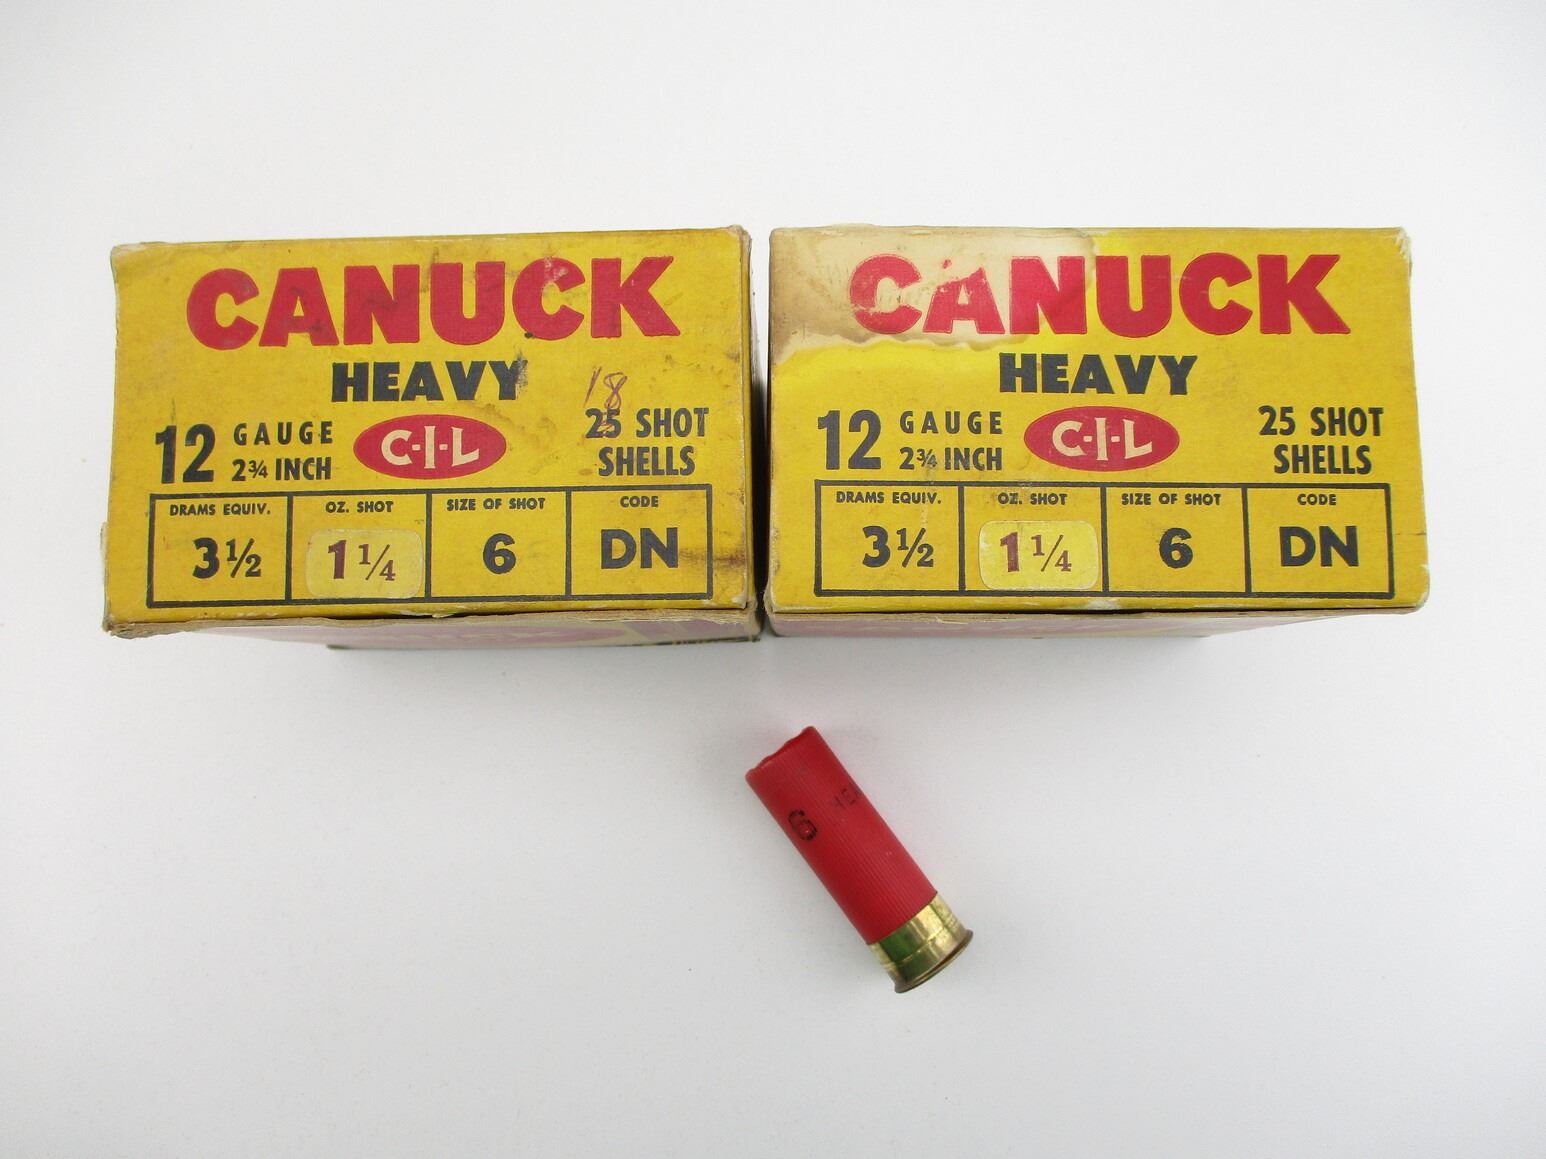 CANUCK
HEAVY
18
12 GAUGE 2¾ INCH
C-I-L
25 SHOT SHELLS
DRAMS EQUIV. OZ. SHOT SIZE OF SHOT CODE
3½ 1¼ 6 DN
CANUCK
HEAVY
12 GAUGE 2¾ INCH
C-I-L
25 SHOT SHELLS
DRAMS EQUIV. OZ. SHOT SIZE OF SHOT CODE
3½ 1¼ 6 DN
6